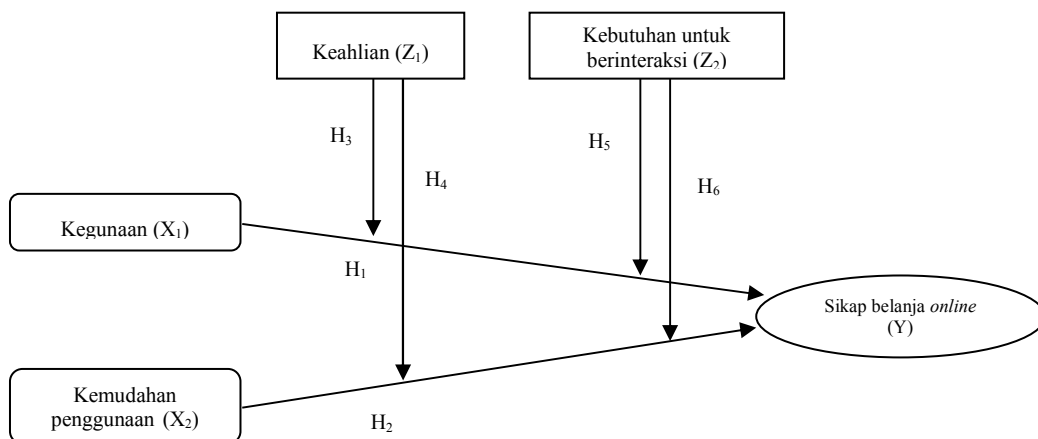 Keahlian (Z₁)
Kebutuhan untuk
berinteraksi (Z₂)
H₃
H₄
H₅
H₆
Kegunaan (X₁)
H₁
Sikap belanja online
(Y)
Kemudahan
penggunaan (X₂)
H₂